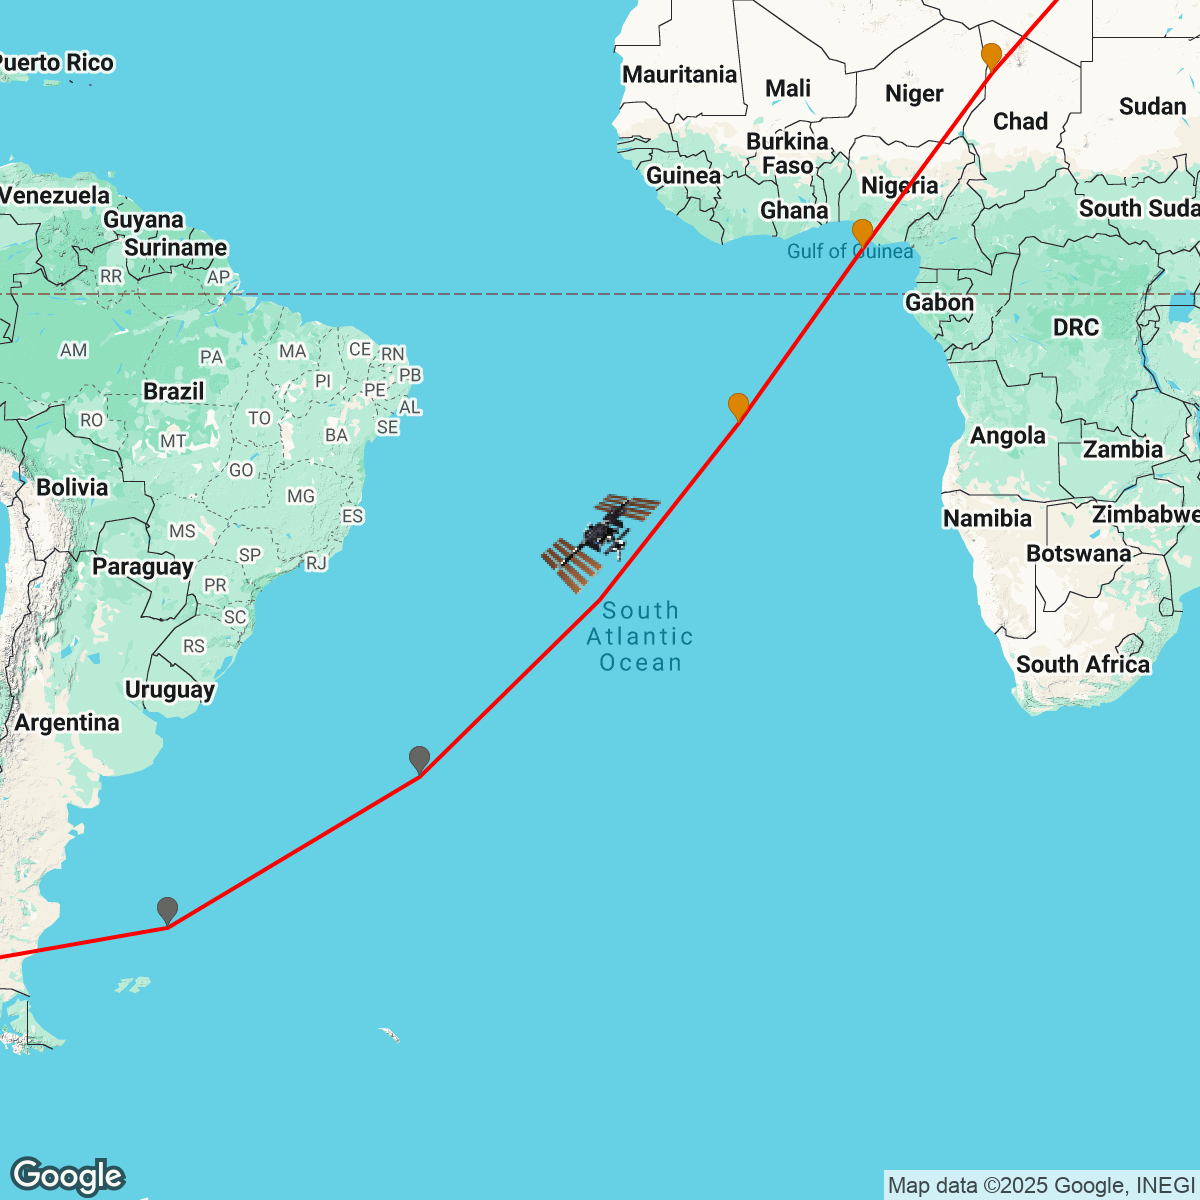 Puerto Rico
Mauritania
Mali
Niger
Chad
Sudan
Burkina
Faso
Guinea
Nigeria
Ghana
South Suda
Gulf of Guinea
Venezuela
Guyana
Suriname
RR
AP
Gabon
DRC
AM
PA
MA
CE
RN
PI
PB
PE
Brazil
AL
RO
TO
SE
MT
BA
Angola
Zambia
GO
Bolivia
MG
ES
Namibia
Zimbabwe
MS
SP
RJ
Botswana
Paraguay
PR
SC
RS
South
Atlantic
Ocean
South Africa
Uruguay
Argentina
Google
Map data ©2025 Google, INEGI